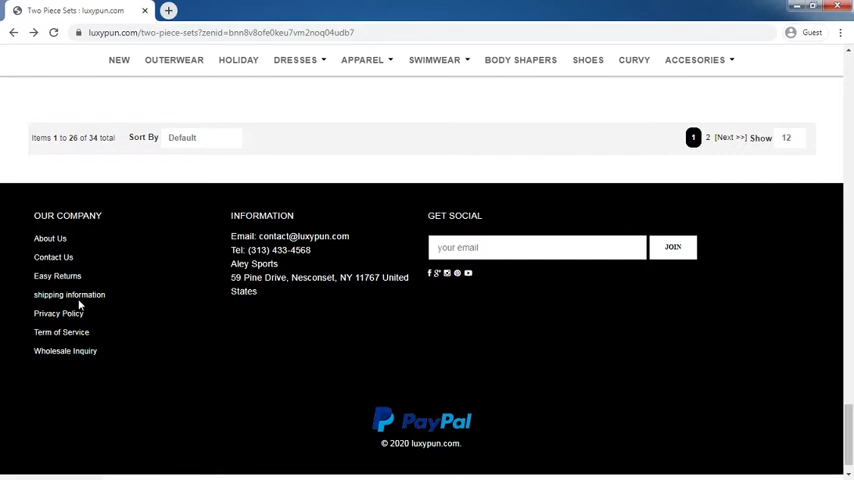 Two Piece Sets : luxypun.com
luxypun.com/two-piece-sets?zenid=bnn8v8ofe0keu7vm2noq04udb7
Guest
NEW OUTERWEAR HOLIDAY DRESSES APPAREL SWIMWEAR BODY SHAPERS SHOES CURVY ACCESORIES
Items 1 to 26 of 34 total Sort By Default 1 2 [Next >>] Show 12
OUR COMPANY
About Us
Contact Us
Easy Returns
shipping information
Privacy Policy
Term of Service
Wholesale Inquiry
INFORMATION
Email: contact@luxypun.com
Tel: (313) 433-4568
Aley Sports
59 Pine Drive, Nesconset, NY 11767 United
States
GET SOCIAL
your email JOIN
PayPal
© 2020 luxypun.com.